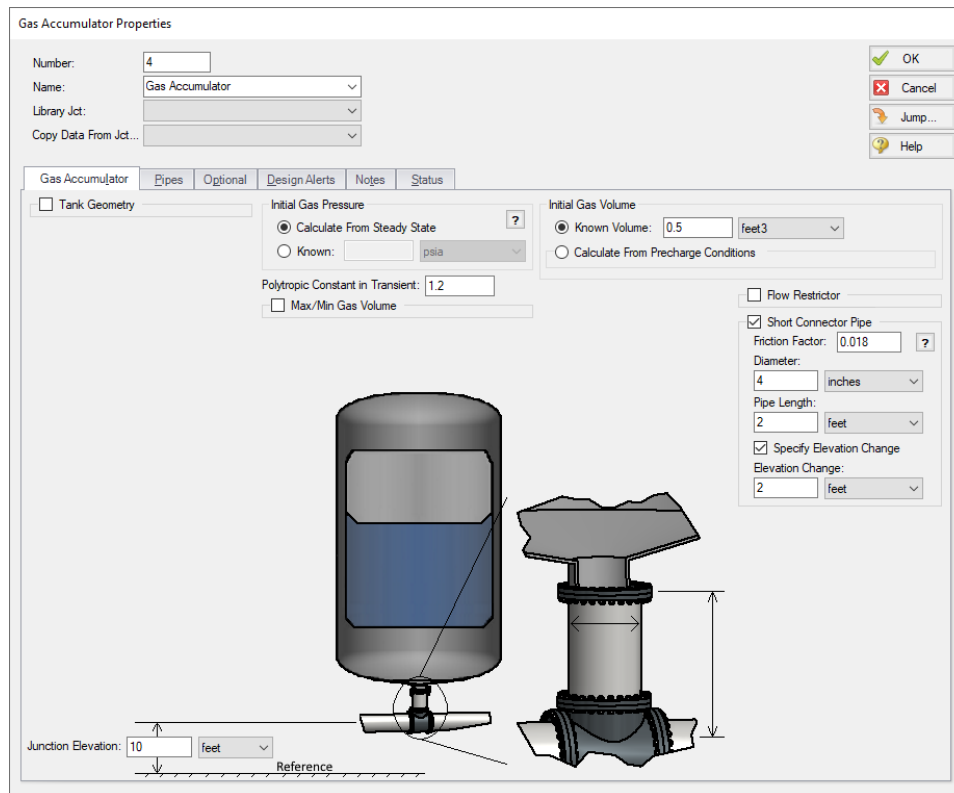 Gas Accumulator Properties
Number: 4
Name: Gas Accumulator
Library Jct:
Copy Data From Jct...
OK
Cancel
Jump...
Help
Gas Accumulator Pipes Optional Design Alerts Notes Status
Tank Geometry
Initial Gas Pressure
Calculate From Steady State ?
Known: psia
Polytropic Constant in Transient: 1.2
Max/Min Gas Volume
Initial Gas Volume
Known Volume: 0.5 feet3
Calculate From Precharge Conditions
Flow Restrictor
Short Connector Pipe
Friction Factor: 0.018 ?
Diameter:
4 inches
Pipe Length:
2 feet
Specify Elevation Change
Elevation Change:
2 feet
Junction Elevation: 10 feet
Reference